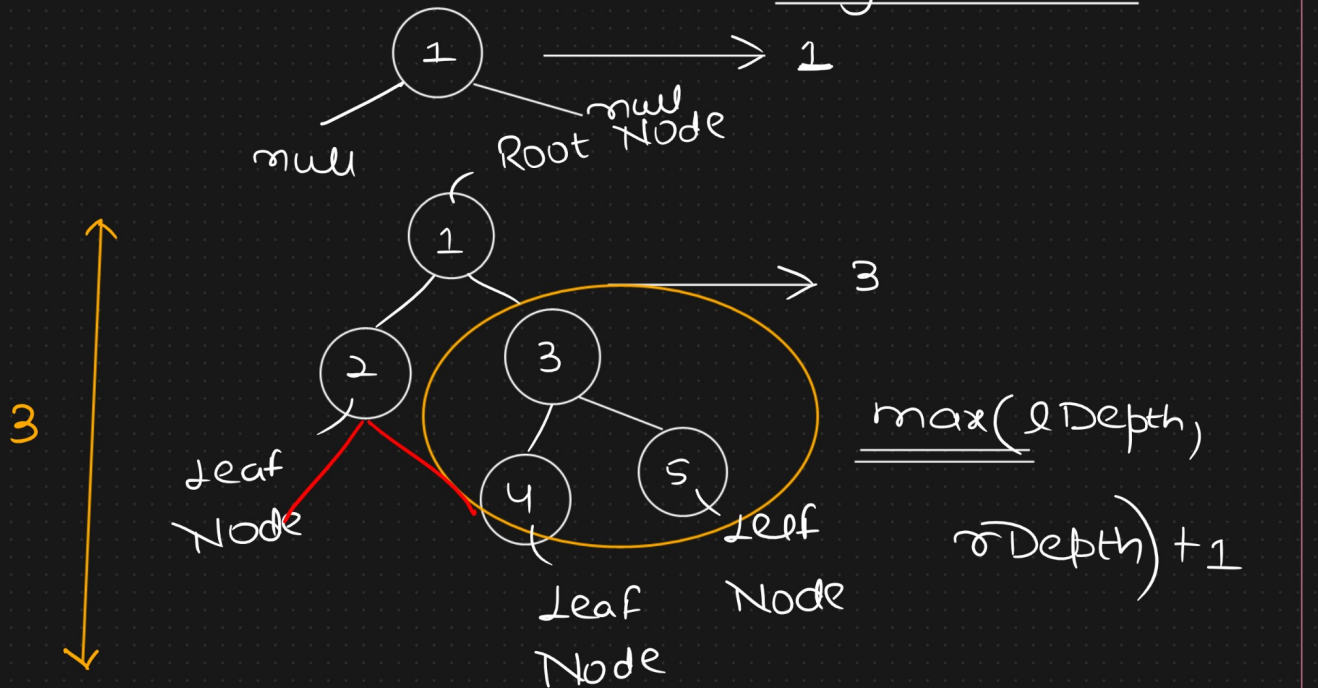 1
1
null
null
Root Node
1
3
2
3
3
max(lDepth,
4
5
Leaf
Node
Leaf
Node
rDepth)+1
Leaf
Node